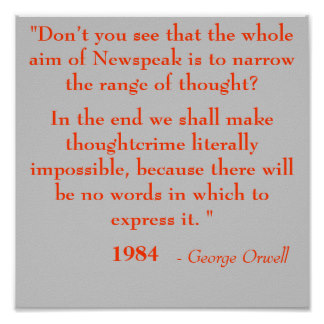 "Don't you see that the whole
aim of Newspeak is to narrow
the range of thought?
In the end we shall make
thoughtcrime literally
impossible, because there will
be no words in which to
express it. "
1984 - George Orwell